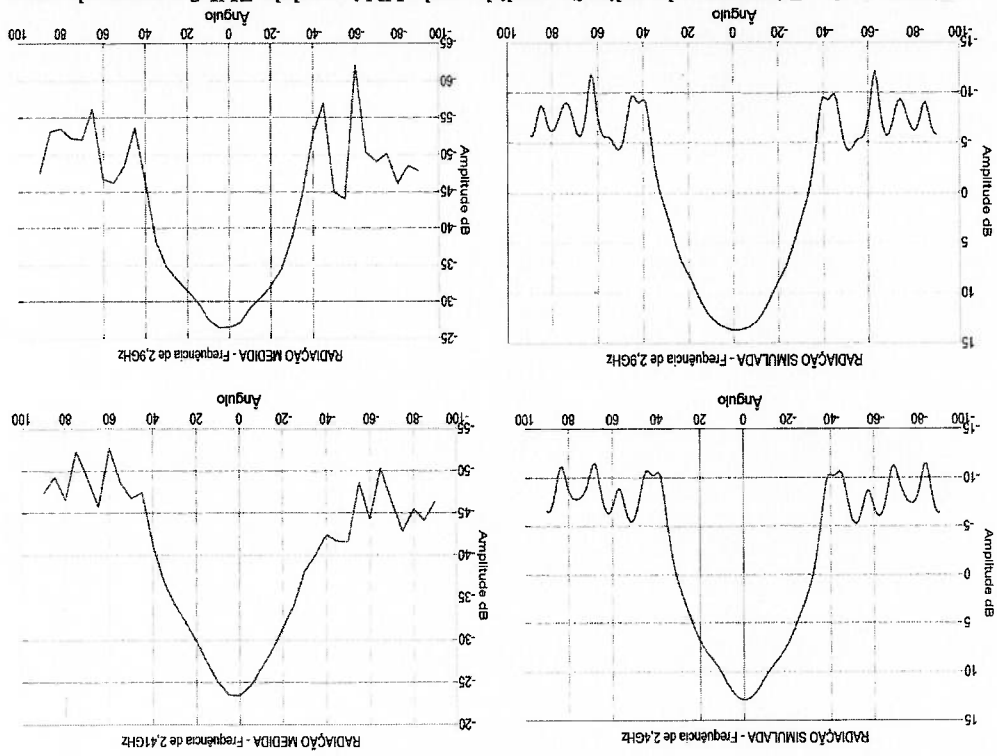 RADIAÇÃO SIMULADA - Frequência de 2,4GHz
Amplitude dB
15
10
5
0
-5
-10
-15
-100 -80 -60 -40 -20 0 20 40 60 80 100
Ângulo
RADIAÇÃO MEDIDA - Frequência de 2,41GHz
Amplitude dB
-20
-25
-30
-35
-40
-45
-50
-55
-100 -80 -60 -40 -20 0 20 40 60 80 100
Ângulo
RADIAÇÃO SIMULADA - Frequência de 2,9GHz
Amplitude dB
15
10
5
0
-5
-10
-15
-100 -80 -60 -40 -20 0 20 40 60 80 100
Ângulo
RADIAÇÃO MEDIDA - Frequência de 2,9GHz
Amplitude dB
-25
-30
-35
-40
-45
-50
-55
-60
-65
-100 -80 -60 -40 -20 0 20 40 60 80 100
Ângulo